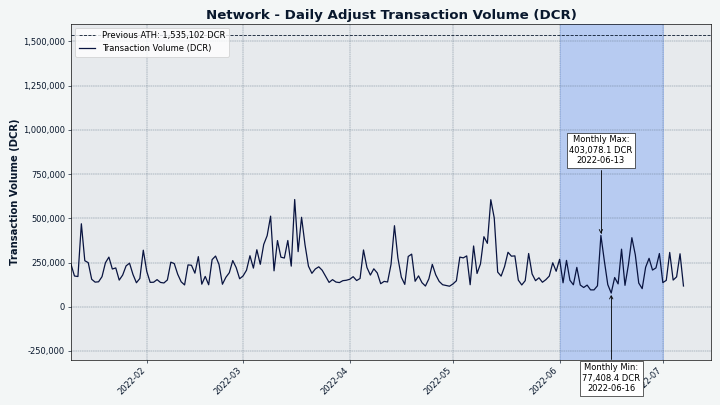 Network - Daily Adjust Transaction Volume (DCR)
Previous ATH: 1,535,102 DCR
Transaction Volume (DCR)
Transaction Volume (DCR)
1,500,000
1,250,000
1,000,000
750,000
500,000
250,000
0
-250,000
Monthly Max:
403,078.1 DCR
2022-06-13
Monthly Min:
77,408.4 DCR
2022-06-16
2022-02
2022-03
2022-04
2022-05
2022-06
-07